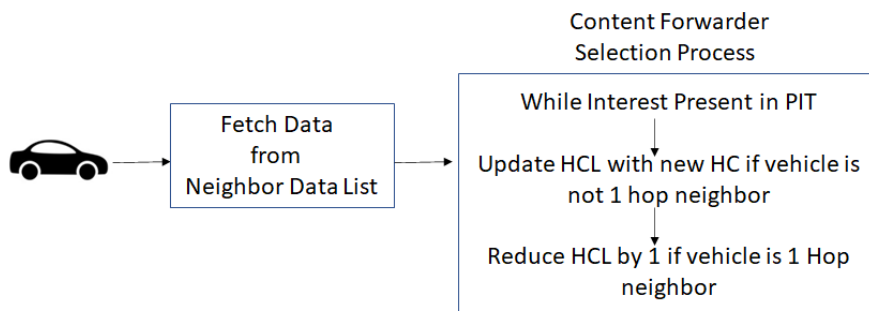 Content Forwarder
Selection Process
Fetch Data
from
Neighbor Data List
While Interest Present in PIT
Update HCL with new HC if vehicle is
not 1 hop neighbor
Reduce HCL by 1 if vehicle is 1 Hop
neighbor